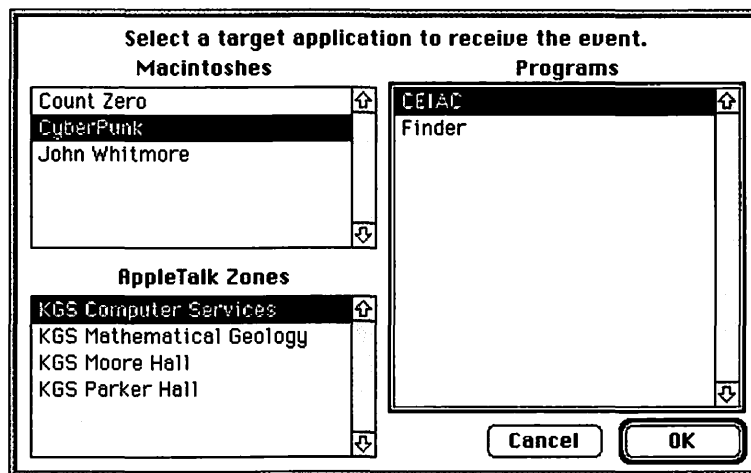 Select a target application to receive the event.
Macintoshes
Count Zero
CyberPunk
John Whitmore
AppleTalk Zones
KGS Computer Services
KGS Mathematical Geology
KGS Moore Hall
KGS Parker Hall
Programs
CEIAC
Finder
Cancel
OK